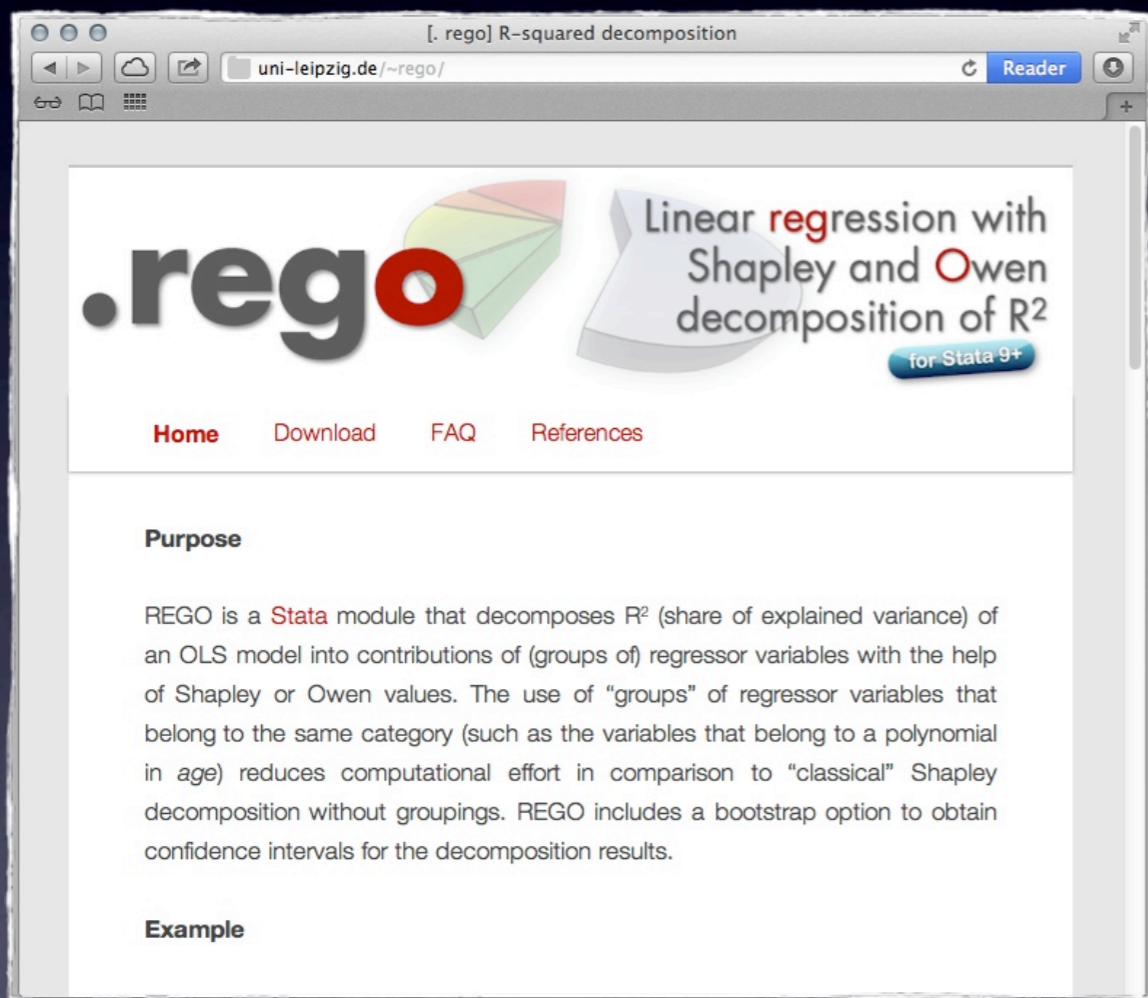 [. rego] R-squared decomposition
uni-leipzig.de/~rego/
Reader
.rego
Linear regression with
Shapley and Owen
decomposition of R²
for Stata 9+
Home Download FAQ References
Purpose
REGO is a Stata module that decomposes R² (share of explained variance) of
an OLS model into contributions of (groups of) regressor variables with the help
of Shapley or Owen values. The use of “groups” of regressor variables that
belong to the same category (such as the variables that belong to a polynomial
in age) reduces computational effort in comparison to “classical” Shapley
decomposition without groupings. REGO includes a bootstrap option to obtain
confidence intervals for the decomposition results.
Example